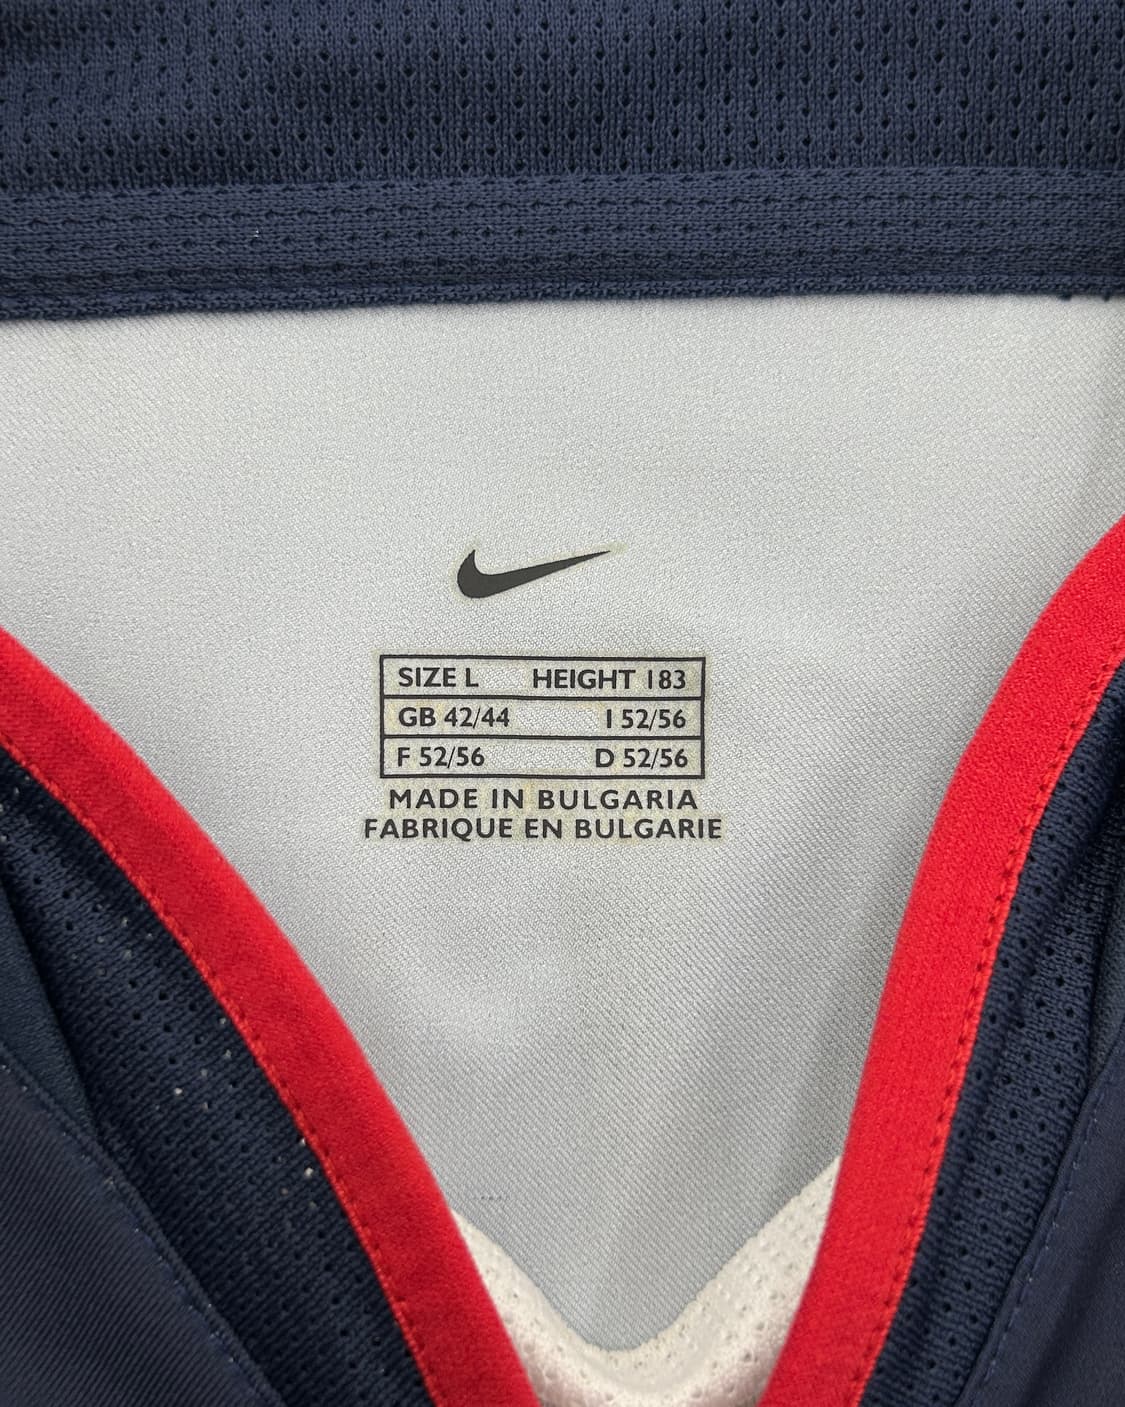 SIZE L HEIGHT 183
GB 42/44 I 52/56
F 52/56 D 52/56
MADE IN BULGARIA
FABRIQUE EN BULGARIE